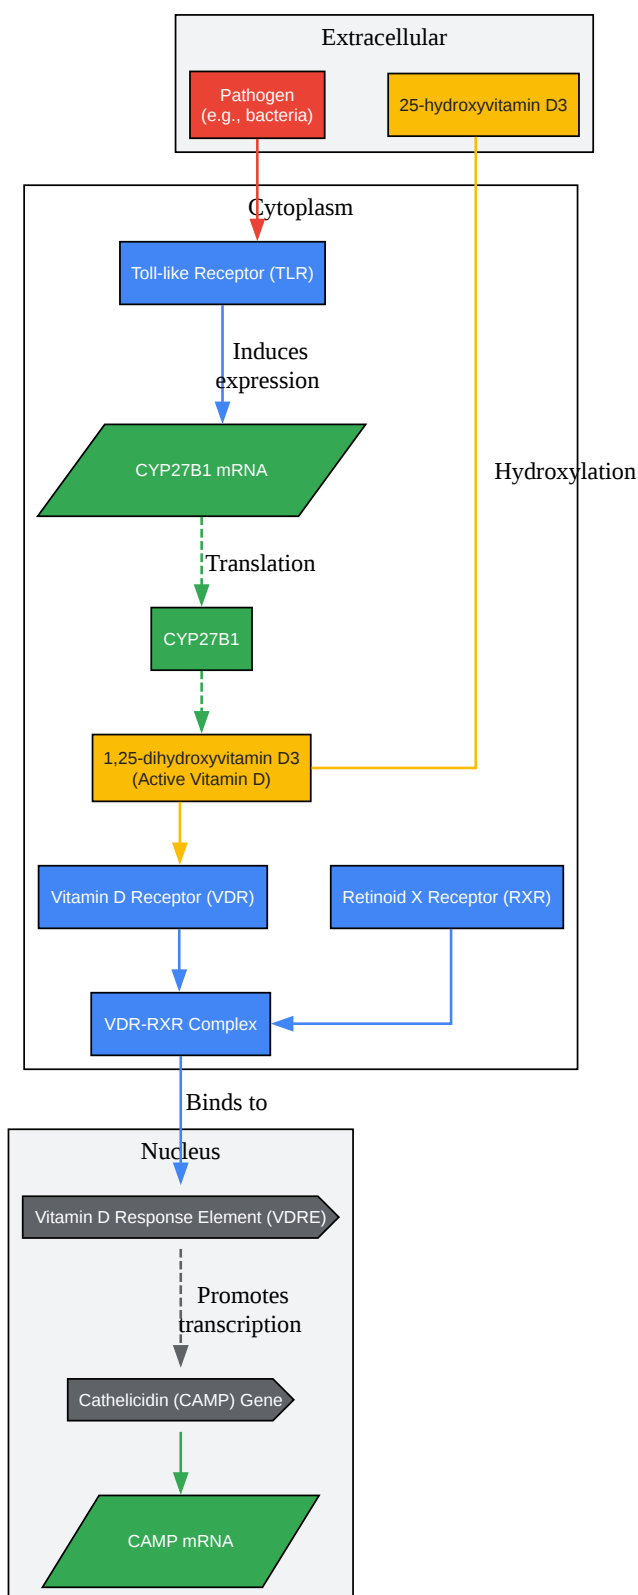 Extracellular
Pathogen
(e.g., bacteria)
25-hydroxyvitamin D3
Cytoplasm
Toll-like Receptor (TLR)
Induces
expression
CYP27B1 mRNA
Hydroxylation
Translation
CYP27B1
1,25-dihydroxyvitamin D3
(Active Vitamin D)
Vitamin D Receptor (VDR)
Retinoid X Receptor (RXR)
VDR-RXR Complex
Binds to
Nucleus
Vitamin D Response Element (VDRE)
Promotes
transcription
Cathelicidin (CAMP) Gene
CAMP mRNA